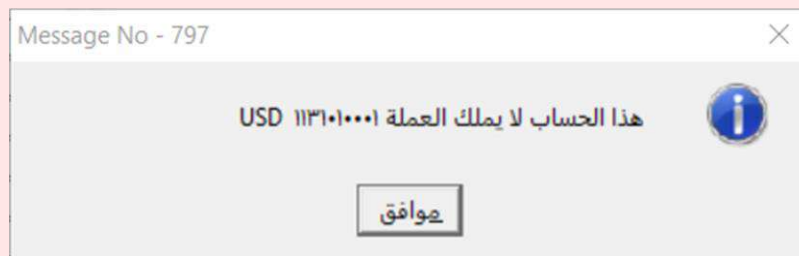 Message No - 797
هذا الحساب لا يملك العملة USD ١١٣١٠١٠٠٠١
موافق